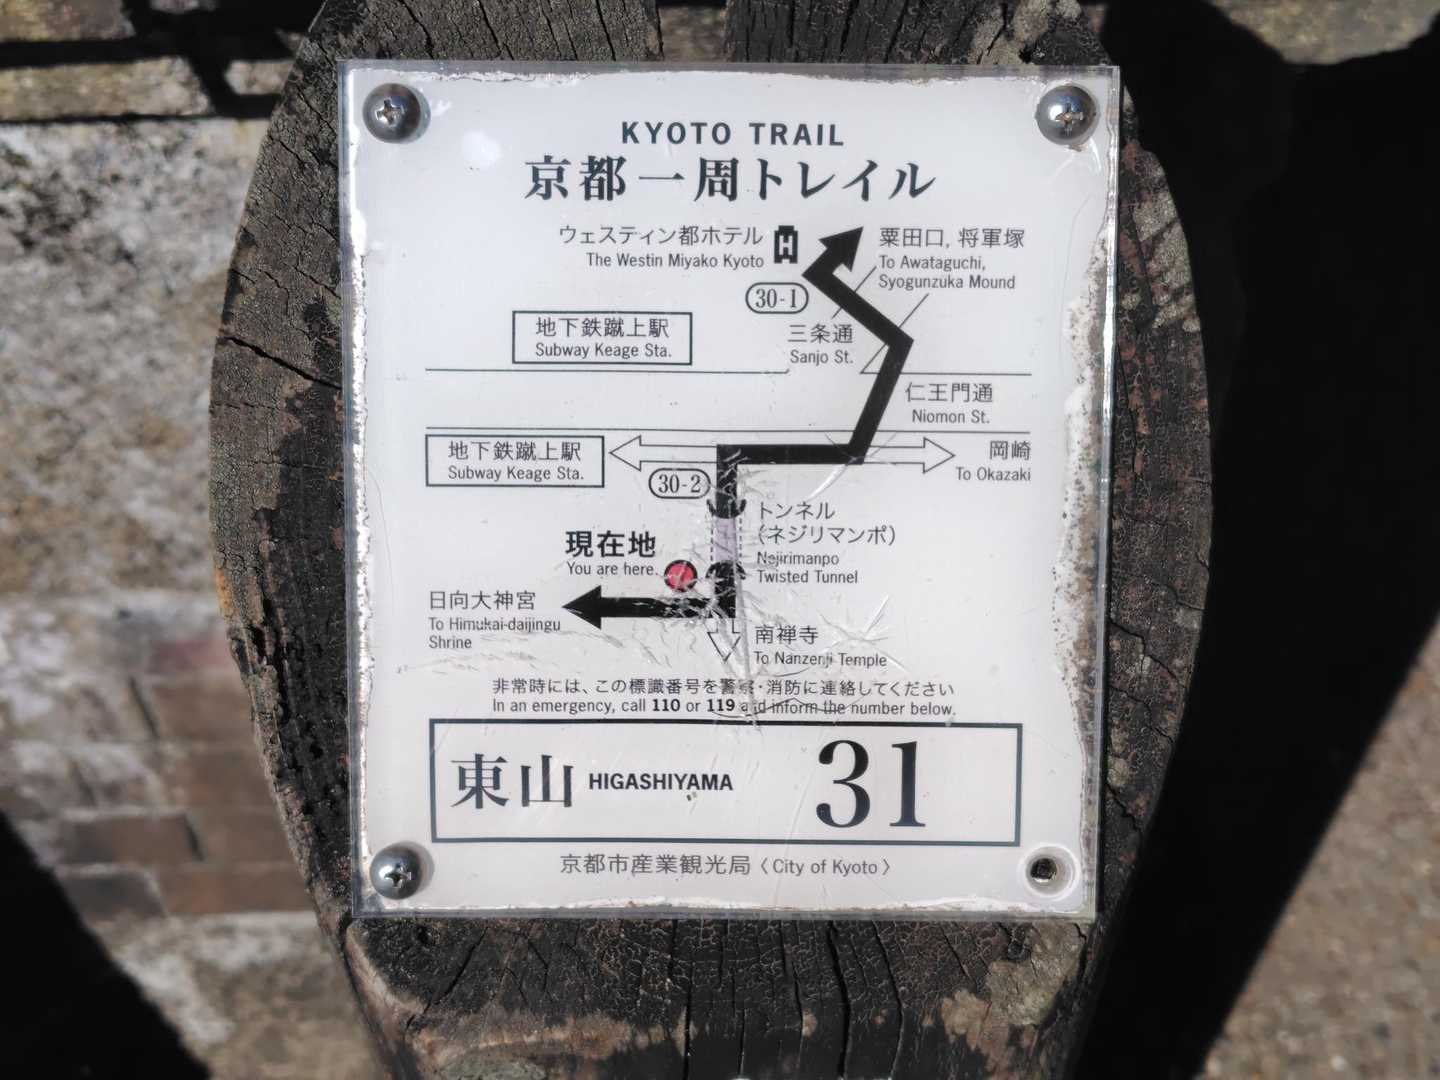 KYOTO TRAIL
京都一周トレイル
ウェスティン都ホテル
The Westin Miyako Kyoto
H
粟田口, 将軍塚
To Awataguchi,
Syogunzuka Mound
30-1
地下鉄蹴上駅
Subway Keage Sta.
三条通
Sanjo St.
仁王門通
Niomon St.
地下鉄蹴上駅
Subway Keage Sta.
岡崎
To Okazaki
30-2
トンネル
(ネジリマンポ)
Nejirimanpo
Twisted Tunnel
現在地
You are here.
日向大神宮
To Himukai-daijingu
Shrine
南禅寺
To Nanzenji Temple
非常時には、この標識番号を警察・消防に連絡してください
In an emergency, call 110 or 119 and inform the number below.
東山 HIGASHIYAMA 31
京都市産業観光局〈City of Kyoto〉